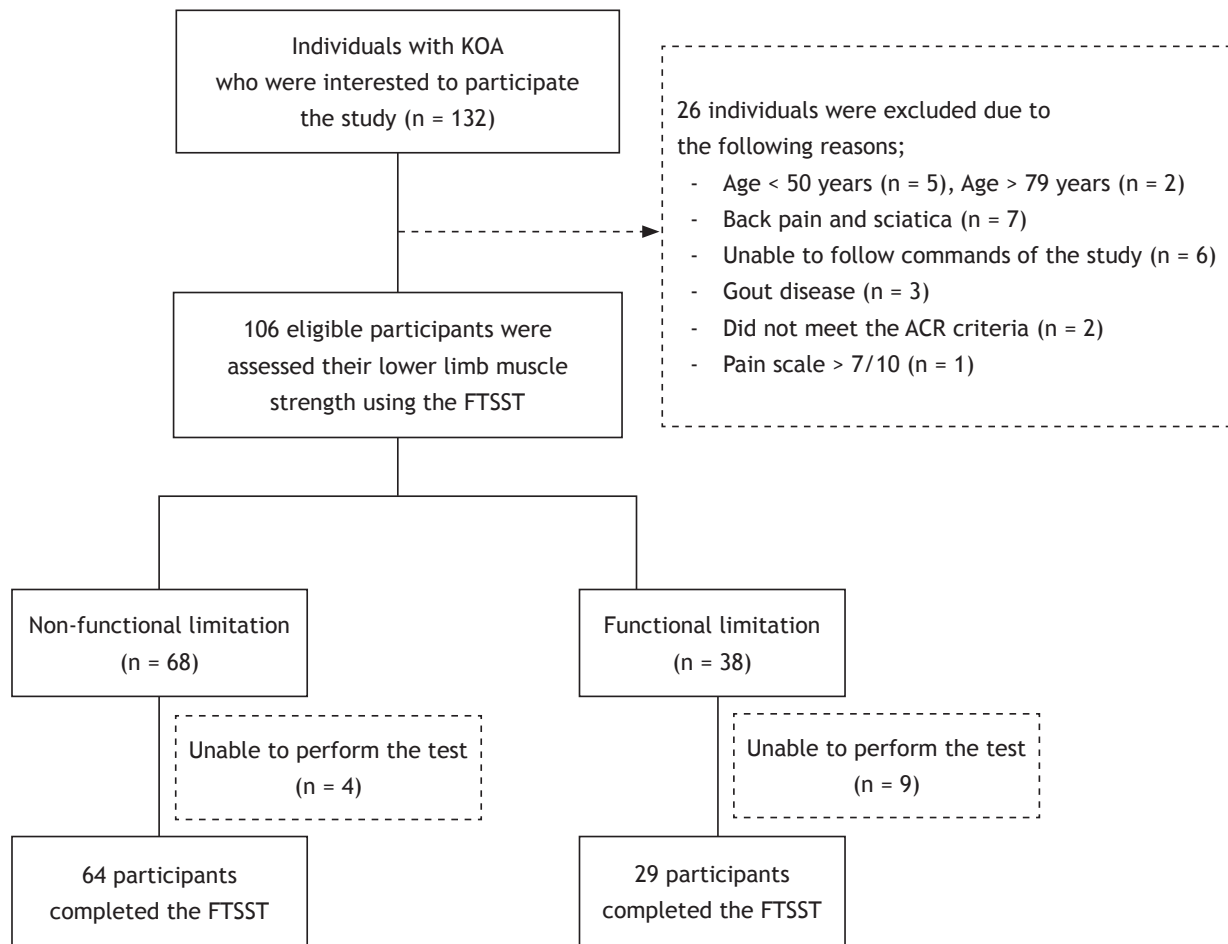 Individuals with KOA
who were interested to participate
the study (n = 132)
26 individuals were excluded due to
the following reasons;
- Age < 50 years (n = 5), Age > 79 years (n = 2)
- Back pain and sciatica (n = 7)
- Unable to follow commands of the study (n = 6)
- Gout disease (n = 3)
- Did not meet the ACR criteria (n = 2)
- Pain scale > 7/10 (n = 1)
106 eligible participants were
assessed their lower limb muscle
strength using the FTSST
Non-functional limitation
(n = 68)
Functional limitation
(n = 38)
Unable to perform the test
(n = 4)
Unable to perform the test
(n = 9)
64 participants
completed the FTSST
29 participants
completed the FTSST